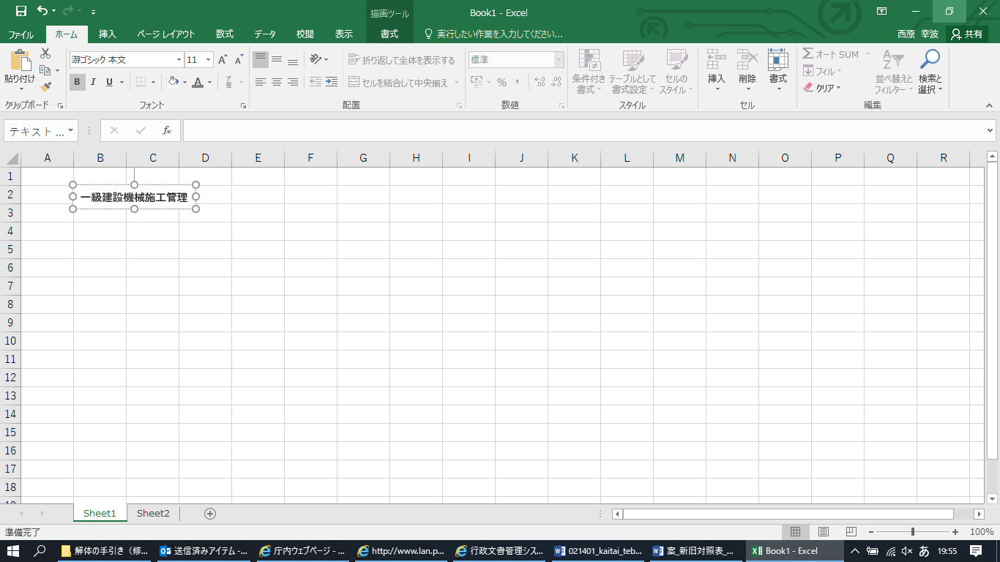 描画ツール
Book1 - Excel
ファイル ホーム 挿入 ページ レイアウト 数式 データ 校閲 表示 書式 実行したい作業を入力してください... 西原 幸波 共有
游ゴシック 本文 11 折り返して全体を表示する 標準 オート SUM
貼り付け 条件付き 書式 テーブルとして 書式設定 セルの スタイル 挿入 削除 書式 フィル 並べ替えと フィルター 検索と 選択
B I U セルを結合して中央揃え % クリア
クリップボード フォント 配置 数値 スタイル セル 編集
テキスト ... fx
A B C D E F G H I J K L M N O P Q R
1
2 一級建設機械施工管理
3
4
5
6
7
8
9
10
11
12
13
14
15
16
17
18
Sheet1 Sheet2
準備完了 100%
解体の手引き（修... 送信済みアイテム -... 庁内ウェブページ - ... http://www.lan.p... 行政文書管理シス... 021401_kaitai_teb... 案_新旧対照表_... Book1 - Excel あ 19:55